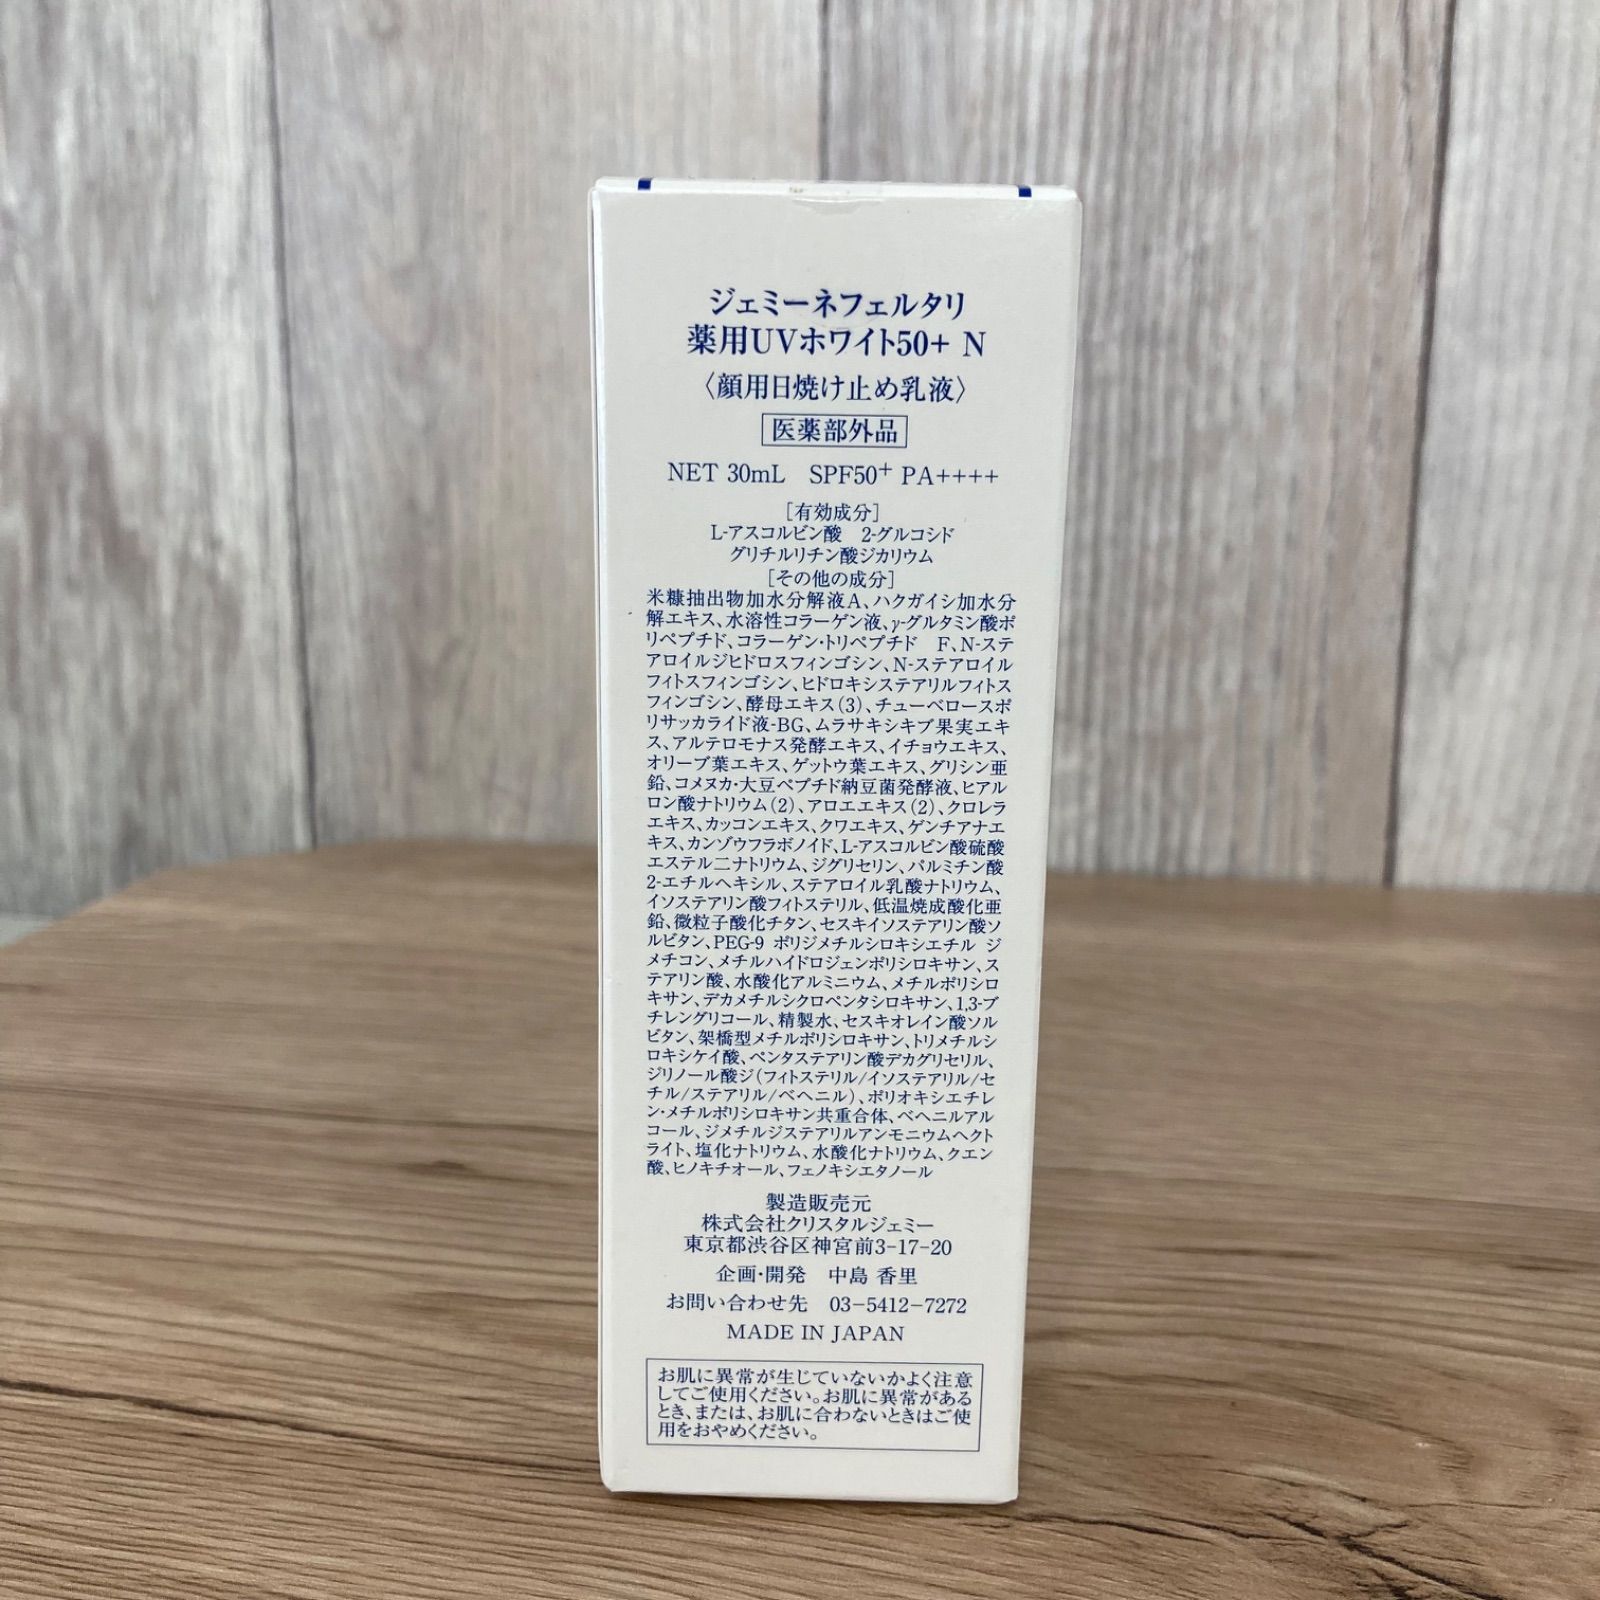 ジェミーネフェルタリ
薬用UVホワイト50+ N
〈顔用日焼け止め乳液〉
医薬部外品
NET 30mL SPF50+ PA++++
[有効成分]
L-アスコルビン酸 2-グルコシド
グリチルリチン酸ジカリウム
[その他の成分]
米糠抽出物加水分解液A、ハクガイシ加水分
解エキス、水溶性コラーゲン液、γ-グルタミン酸ポ
リペプチド、コラーゲン・トリペプチド F、N-ステ
アロイルジヒドロスフィンゴシン、N-ステアロイル
フィトスフィンゴシン、ヒドロキシステアリルフィトス
フィンゴシン、酵母エキス(3)、チューベロースポ
リサッカライド液-BG、ムラサキシキブ果実エキ
ス、アルテロモナス発酵エキス、イチョウエキス、
オリーブ葉エキス、ゲットウ葉エキス、グリシン亜
鉛、コメヌカ・大豆ペプチド納豆菌発酵液、ヒアル
ロン酸ナトリウム(2)、アロエエキス(2)、クロレラ
エキス、カッコンエキス、クワエキス、ゲンチアナエ
キス、カンゾウフラボノイド、L-アスコルビン酸硫酸
エステル二ナトリウム、ジグリセリン、パルミチン酸
2-エチルヘキシル、ステアロイル乳酸ナトリウム、
イソステアリン酸フィトステリル、低温焼成酸化亜
鉛、微粒子酸化チタン、セスキイソステアリン酸ソ
ルビタン、PEG-9 ポリジメチルシロキシエチル ジ
メチコン、メチルハイドロジェンポリシロキサン、ス
テアリン酸、水酸化アルミニウム、メチルポリシロ
キサン、デカメチルシクロペンタシロキサン、1,3-ブ
チレングリコール、精製水、セスキオレイン酸ソル
ビタン、架橋型メチルポリシロキサン、トリメチルシ
ロキシケイ酸、ペンタステアリン酸デカグリセリル、
ジリノール酸ジ(フィトステリル/イソステアリル/セ
チル/ステアリル/ベヘニル)、ポリオキシエチレ
ン・メチルポリシロキサン共重合体、ベヘニルアル
コール、ジメチルジステアリルアンモニウムヘクト
ライト、塩化ナトリウム、水酸化ナトリウム、クエン
酸、ヒノキチオール、フェノキシエタノール
製造販売元
株式会社クリスタルジェミー
東京都渋谷区神宮前3-17-20
企画・開発 中島 香里
お問い合わせ先 03-5412-7272
MADE IN JAPAN
お肌に異常が生じていないかよく注意
してご使用ください。お肌に異常がある
とき、または、お肌に合わないときはご使
用をおやめください。